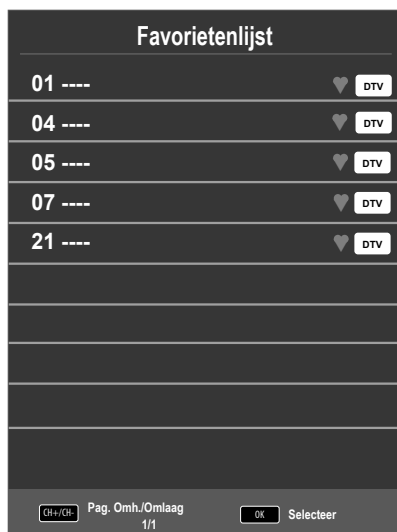 Favorietenlijst
01 ---- DTV
04 ---- DTV
05 ---- DTV
07 ---- DTV
21 ---- DTV
CH+/CH- Pag. Omh./Omlaag OK Selecteer
1/1